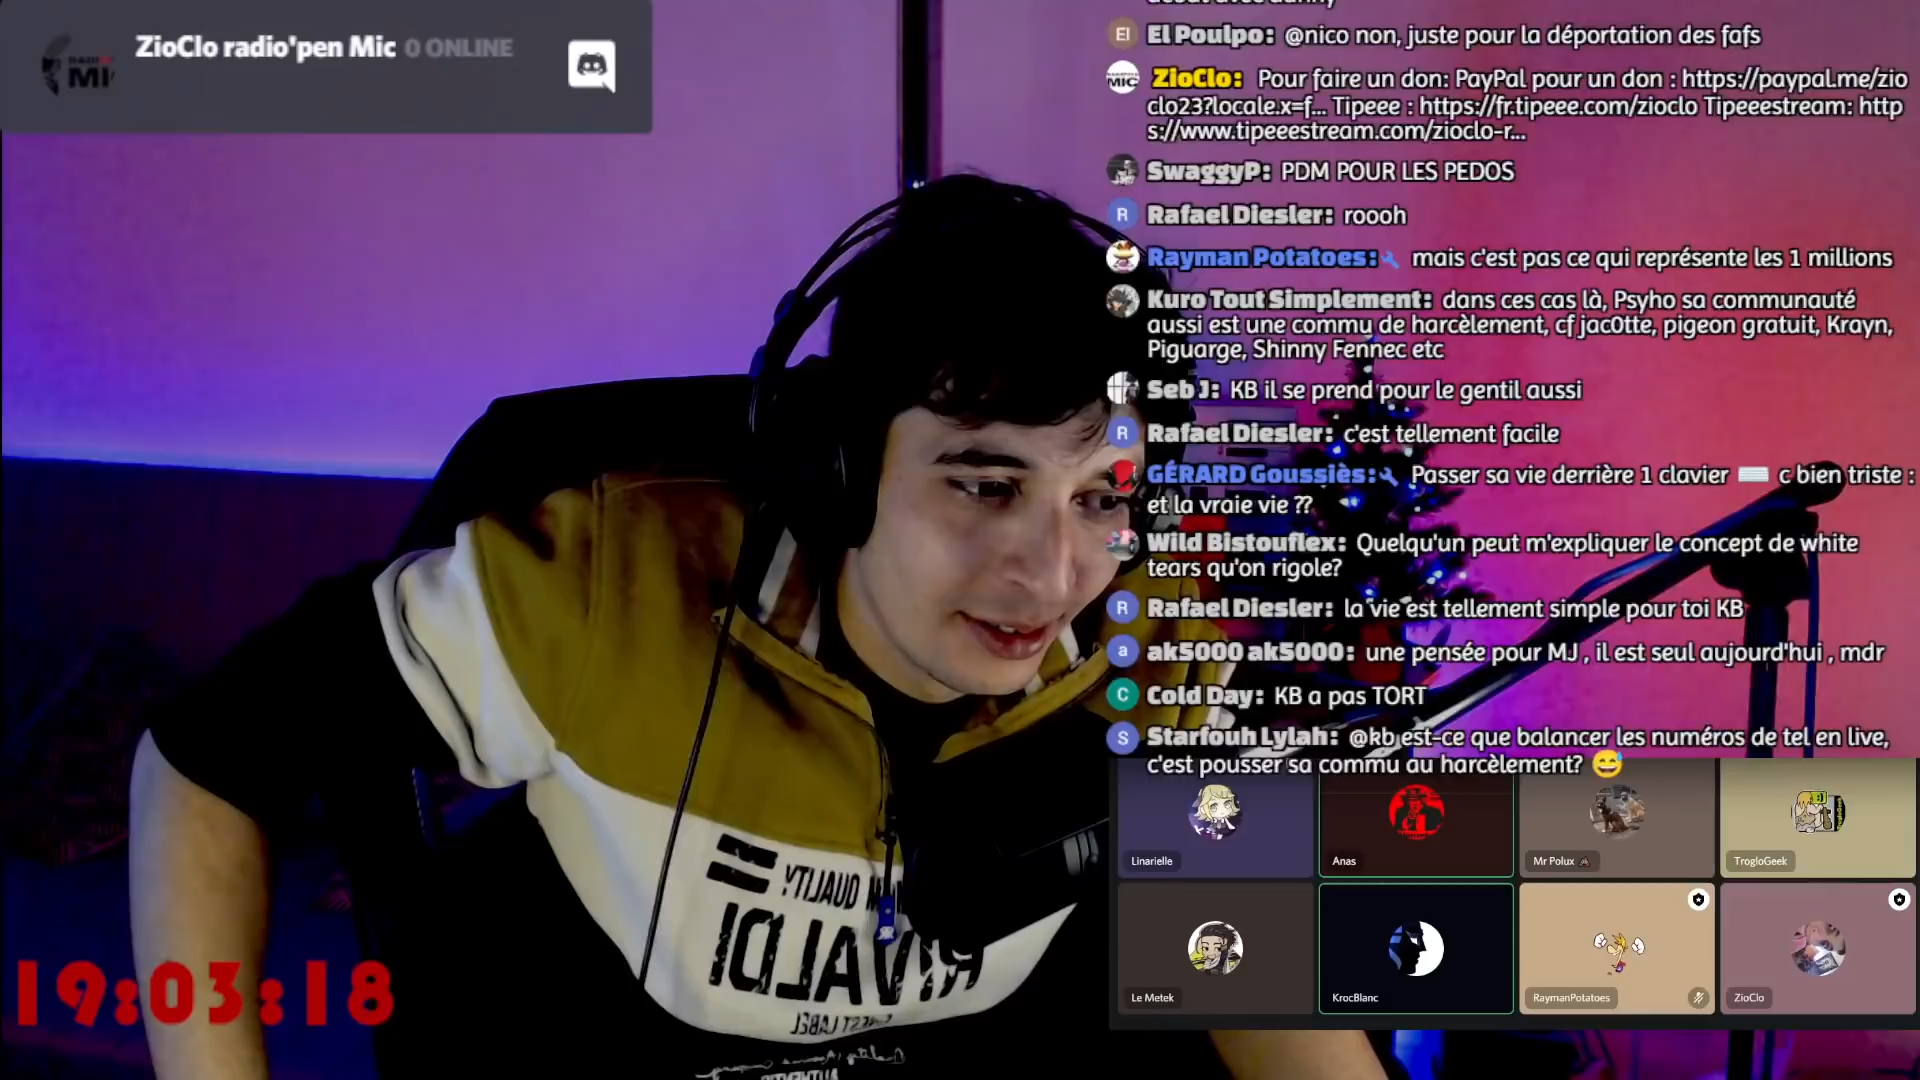 ZioClo radio'pen Mic 0 ONLINE
MI
El Poulpo: @nico non, juste pour la déportation des fafs
ZioClo: Pour faire un don: PayPal pour un don : https://paypal.me/zio
clo23?locale.x=f... Tipeee : https://fr.tipeee.com/zioclo Tipeeestream: http
s://www.tipeeestream.com/zioclo-r...
SwaggyP: PDM POUR LES PEDOS
Rafael Diesler: roooh
Rayman Potatoes: mais c'est pas ce qui représente les 1 millions
Kuro Tout Simplement: dans ces cas là, Psyho sa communauté
aussi est une commu de harcèlement, cf jac0tte, pigeon gratuit, Krayn,
Piguarge, Shinny Fennec etc
Seb J: KB il se prend pour le gentil aussi
Rafael Diesler: c'est tellement facile
GÉRARD Goussiès: Passer sa vie derrière 1 clavier ⌨️ c bien triste :
et la vraie vie ??
Wild Bistouflex: Quelqu'un peut m'expliquer le concept de white
tears qu'on rigole?
Rafael Diesler: la vie est tellement simple pour toi KB
ak5000 ak5000: une pensée pour MJ , il est seul aujourd'hui , mdr
Cold Day: KB a pas TORT
Starfouh Lylah: @kb est-ce que balancer les numéros de tel en live,
c'est pousser sa commu au harcèlement? 😅
Linarielle
Anas
Mr Polux
TrogloGeek
Le Metek
KrocBlanc
RaymanPotatoes
ZioClo
QUALITY
RIVALDI
19:03:18